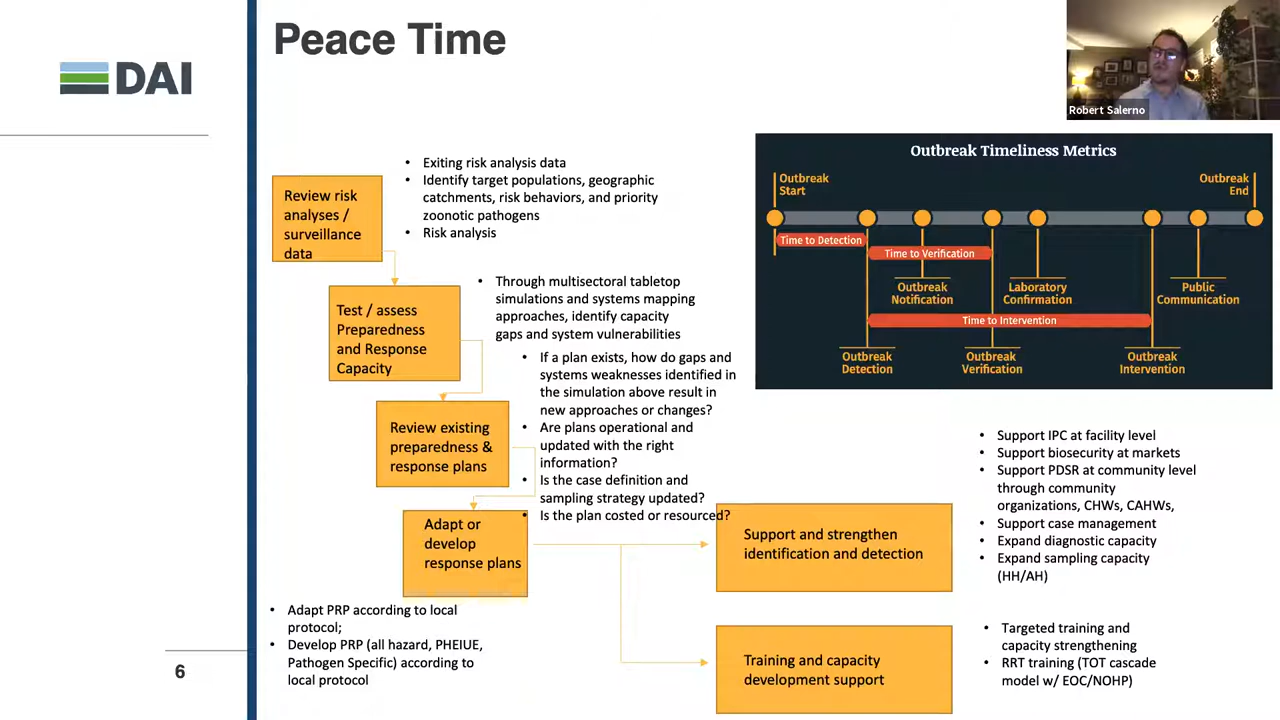 Peace Time
DAI
Robert Salerno
Review risk
analyses /
surveillance
data
• Exiting risk analysis data
• Identify target populations, geographic
catchments, risk behaviors, and priority
zoonotic pathogens
• Risk analysis
Test / assess
Preparedness
and Response
Capacity
• Through multisectoral tabletop
simulations and systems mapping
approaches, identify capacity
gaps and system vulnerabilities
Review existing
preparedness &
response plans
• If a plan exists, how do gaps and
systems weaknesses identified in
the simulation above result in
new approaches or changes?
• Are plans operational and
updated with the right
information?
• Is the case definition and
sampling strategy updated?
• Is the plan costed or resourced?
Adapt or
develop
response plans
• Adapt PRP according to local
protocol;
• Develop PRP (all hazard, PHEIUE,
Pathogen Specific) according to
local protocol
Outbreak Timeliness Metrics
Outbreak
Start
Outbreak
End
Time to Detection
Time to Verification
Outbreak
Notification
Laboratory
Confirmation
Public
Communication
Time to Intervention
Outbreak
Detection
Outbreak
Verification
Outbreak
Intervention
Support and strengthen
identification and detection
• Support IPC at facility level
• Support biosecurity at markets
• Support PDSR at community level
through community
organizations, CHWs, CAHWs,
• Support case management
• Expand diagnostic capacity
• Expand sampling capacity
(HH/AH)
Training and capacity
development support
• Targeted training and
capacity strengthening
• RRT training (TOT cascade
model w/ EOC/NOHP)
6